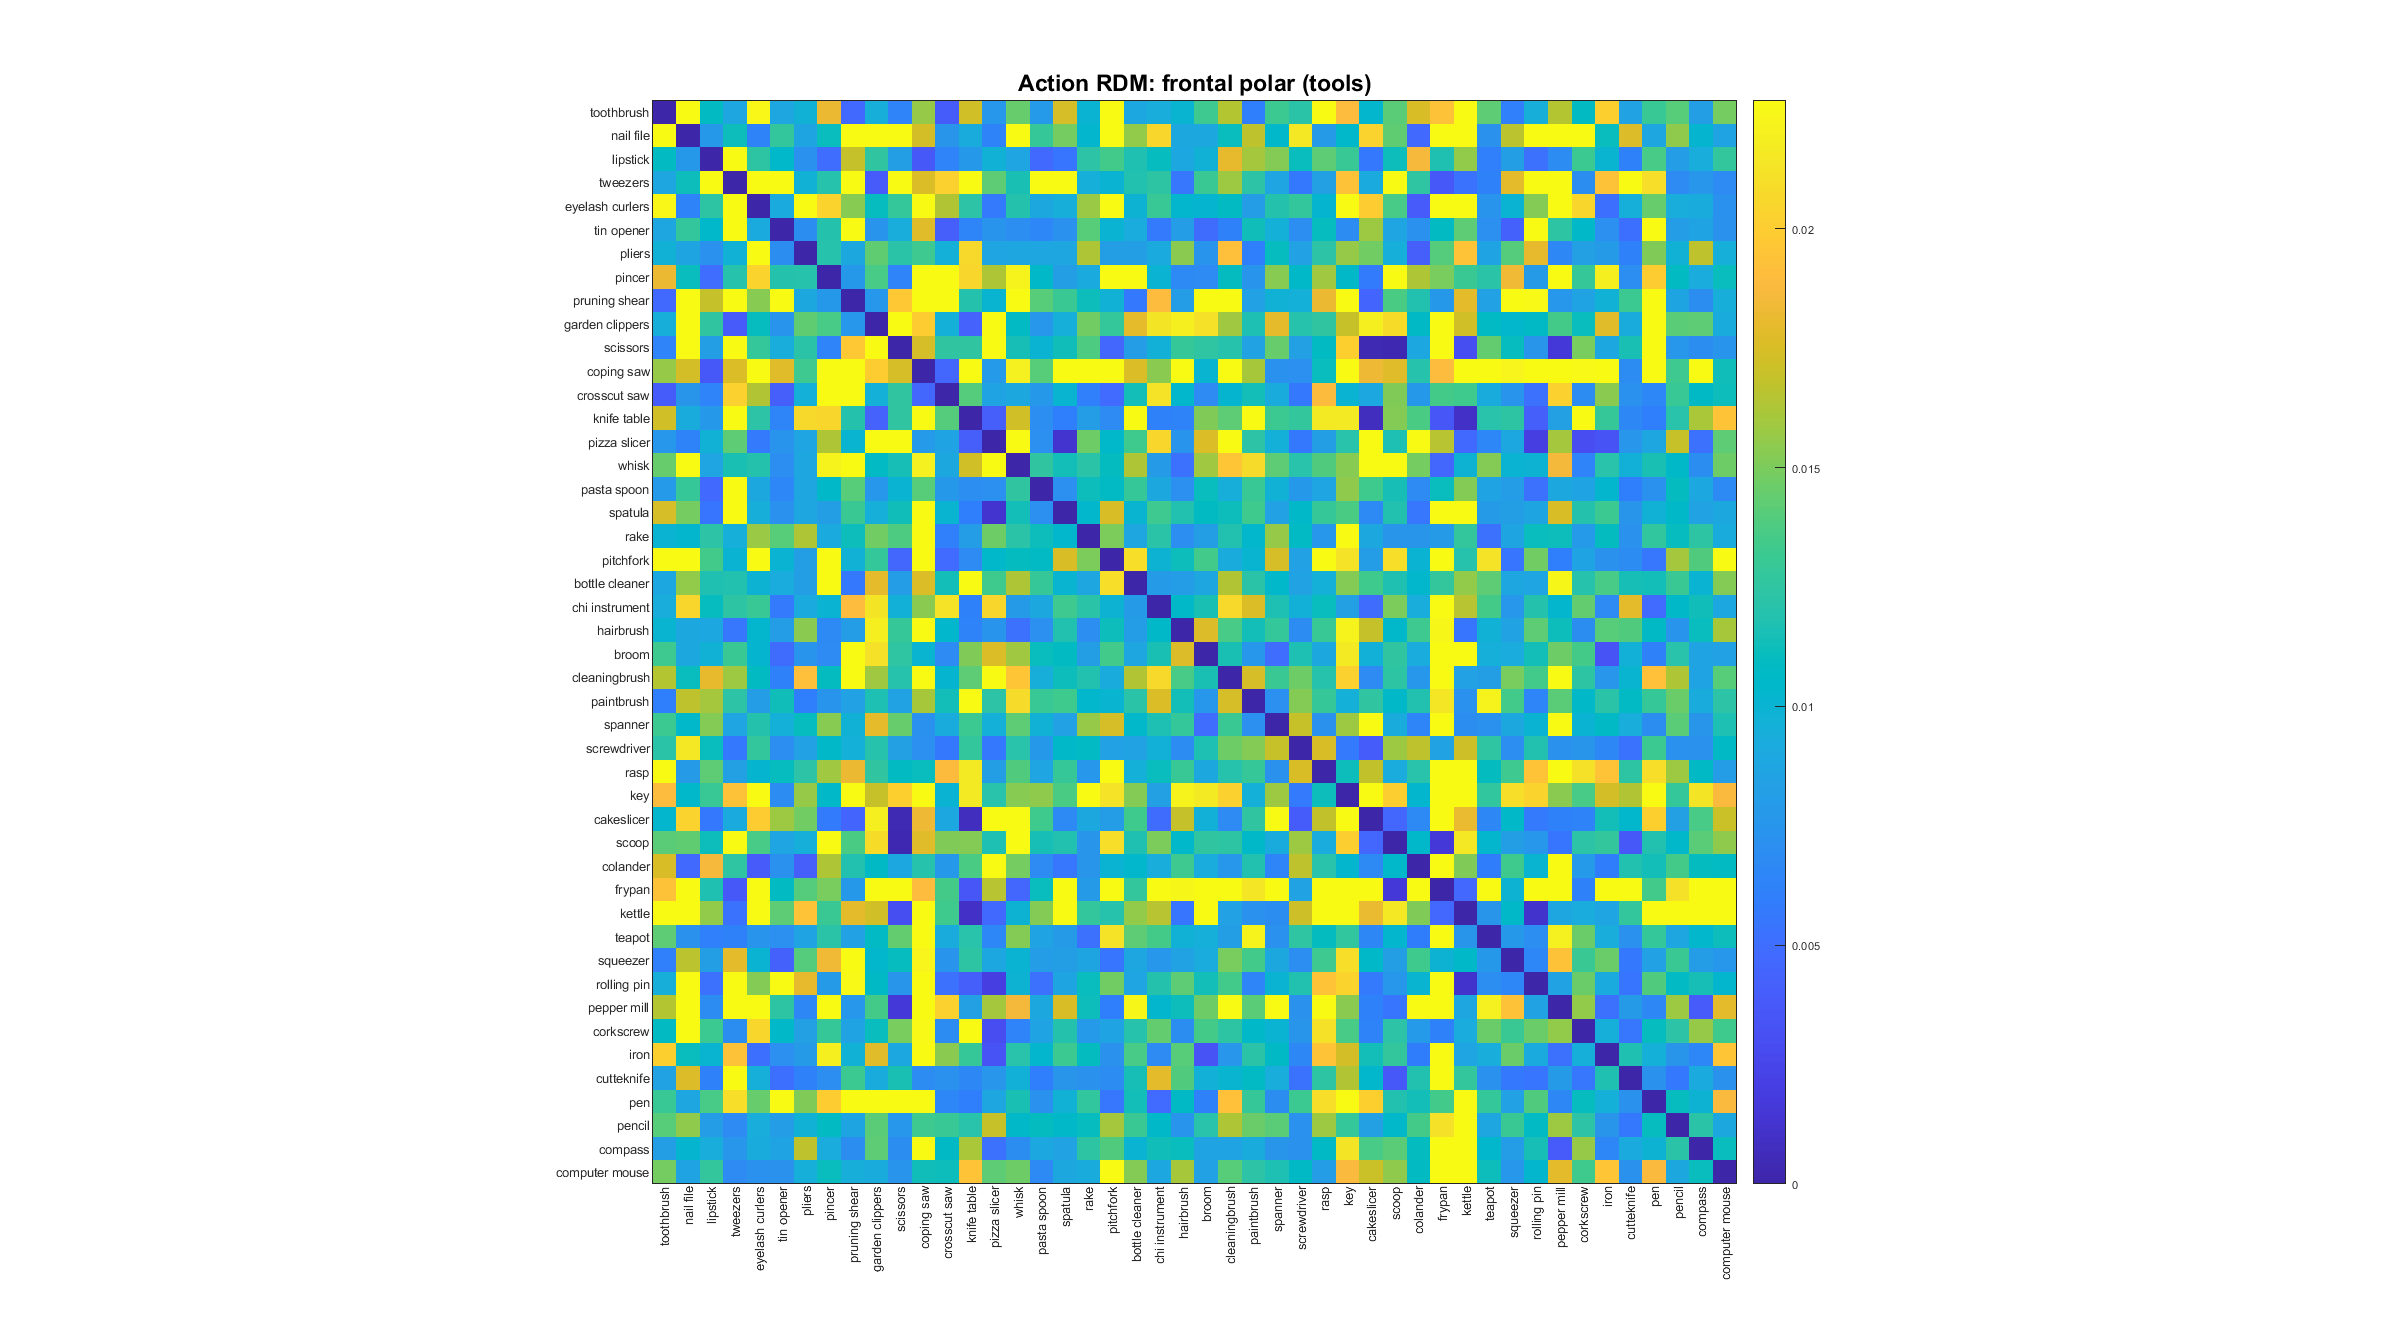 Action RDM: frontal polar (tools)
toothbrush
nail file
lipstick
tweezers
eyelash curlers
tin opener
pliers
pincer
pruning shear
garden clippers
scissors
coping saw
crosscut saw
knife table
pizza slicer
whisk
pasta spoon
spatula
rake
pitchfork
bottle cleaner
chi instrument
hairbrush
broom
cleaningbrush
paintbrush
spanner
screwdriver
rasp
key
cakeslicer
scoop
colander
frypan
kettle
teapot
squeezer
rolling pin
pepper mill
corkscrew
iron
cutteknife
pen
pencil
compass
computer mouse
toothbrush
nail file
lipstick
tweezers
eyelash curlers
tin opener
pliers
pincer
pruning shear
garden clippers
scissors
coping saw
crosscut saw
knife table
pizza slicer
whisk
pasta spoon
spatula
rake
pitchfork
bottle cleaner
chi instrument
hairbrush
broom
cleaningbrush
paintbrush
spanner
screwdriver
rasp
key
cakeslicer
scoop
colander
frypan
kettle
teapot
squeezer
rolling pin
pepper mill
corkscrew
iron
cutteknife
pen
pencil
compass
computer mouse
0.02
0.015
0.01
0.005
0